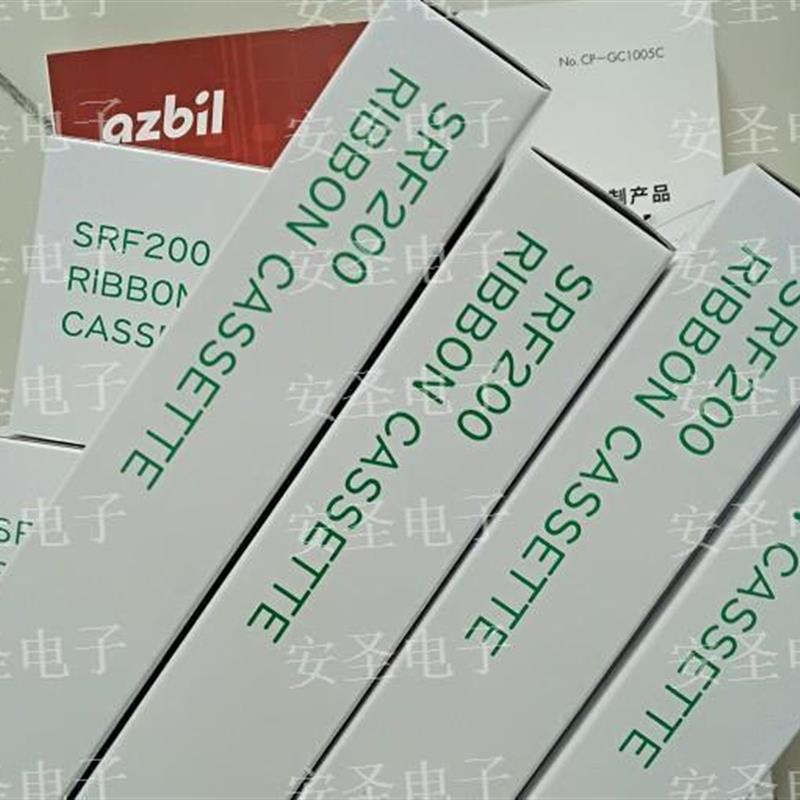 azbil
No. CP-GC1005C
制产品
SRF200
RIBBON
CASS
SRF200
RIBBON CASSETTE
SRF200
RIBBON CASSETTE
SRF200
RIBBON CASSETTE
CASSETTE
SF
安圣电子